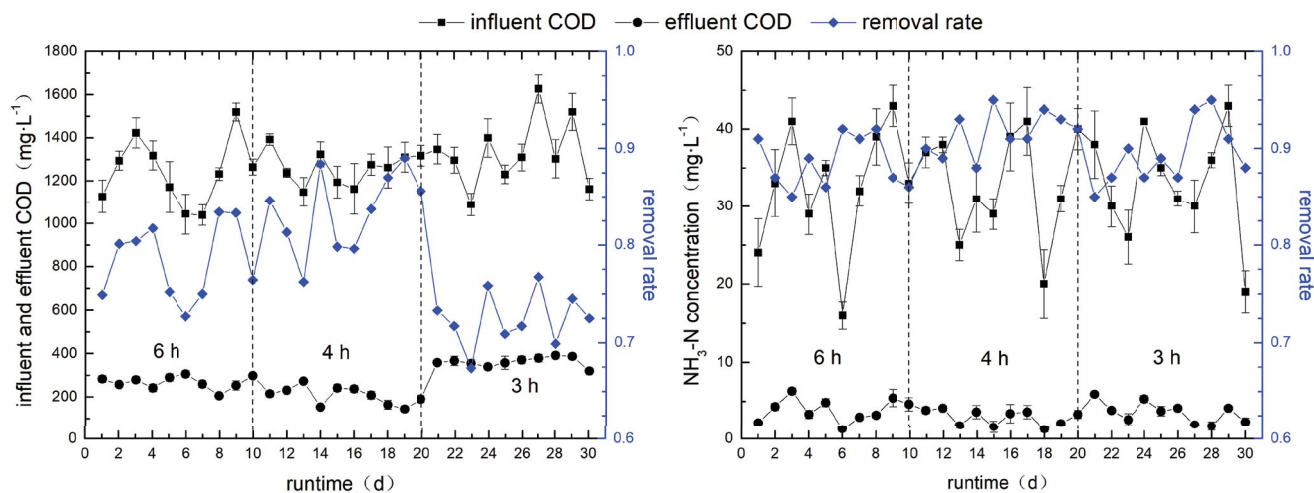 influent COD effluent COD removal rate
influent and effluent COD（mg·L⁻¹）
1800
1600
1400
1200
1000
800
600
400
200
0
1.0
0.9
0.8
0.7
0.6
removal rate
6 h 4 h 3 h
0 2 4 6 8 10 12 14 16 18 20 22 24 26 28 30
runtime（d）
NH₃-N concentration（mg·L⁻¹）
50
40
30
20
10
0
1.0
0.9
0.8
0.7
0.6
removal rate
6 h 4 h 3 h
0 2 4 6 8 10 12 14 16 18 20 22 24 26 28 30
runtime（d）